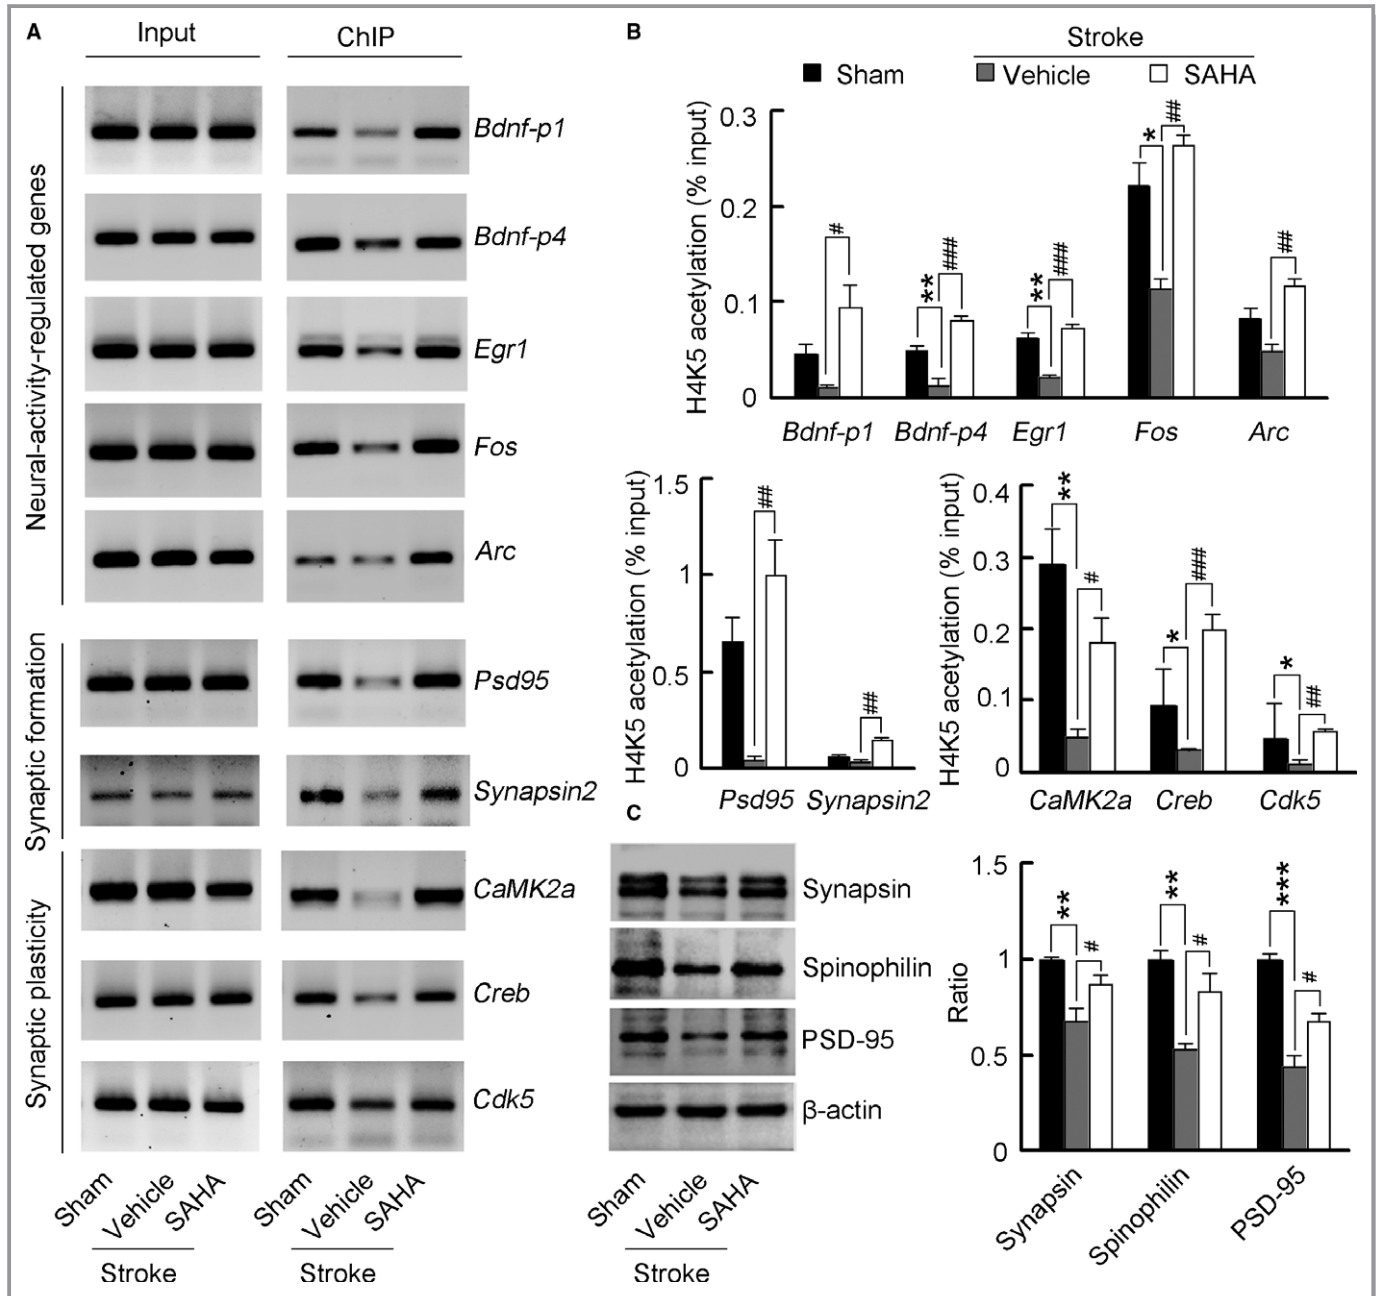 A
Input
ChIP
Neural-activity-regulated genes
Bdnf-p1
Bdnf-p4
Egr1
Fos
Arc
Synaptic formation
Psd95
Synapsin2
Synaptic plasticity
CaMK2a
Creb
Cdk5
Sham
Vehicle
SAHA
Stroke
Sham
Vehicle
SAHA
Stroke
B
Stroke
Sham
Vehicle
SAHA
H4K5 acetylation (% input)
0.3
0.2
0.1
0
#
**
###
**
###
*
##
##
Bdnf-p1
Bdnf-p4
Egr1
Fos
Arc
H4K5 acetylation (% input)
1.5
1
0.5
0
##
##
Psd95
Synapsin2
H4K5 acetylation (% input)
0.4
0.3
0.2
0.1
0
**
#
*
###
*
##
CaMK2a
Creb
Cdk5
C
Synapsin
Spinophilin
PSD-95
β-actin
Sham
Vehicle
SAHA
Stroke
Ratio
1.5
1
0.5
0
**
#
**
#
***
#
Synapsin
Spinophilin
PSD-95